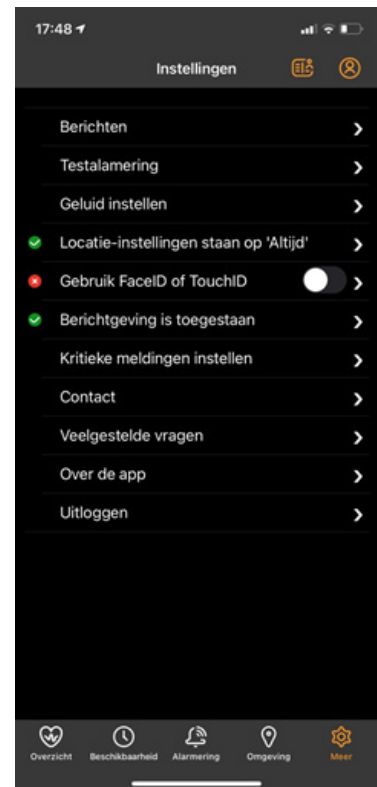 17:48
Instellingen
Berichten
Testalamering
Geluid instellen
Locatie-instellingen staan op 'Altijd'
Gebruik FaceID of TouchID
Berichtgeving is toegestaan
Kritieke meldingen instellen
Contact
Veelgestelde vragen
Over de app
Uitloggen
Overzicht Beschikbaarheid Alarmering Omgeving Meer